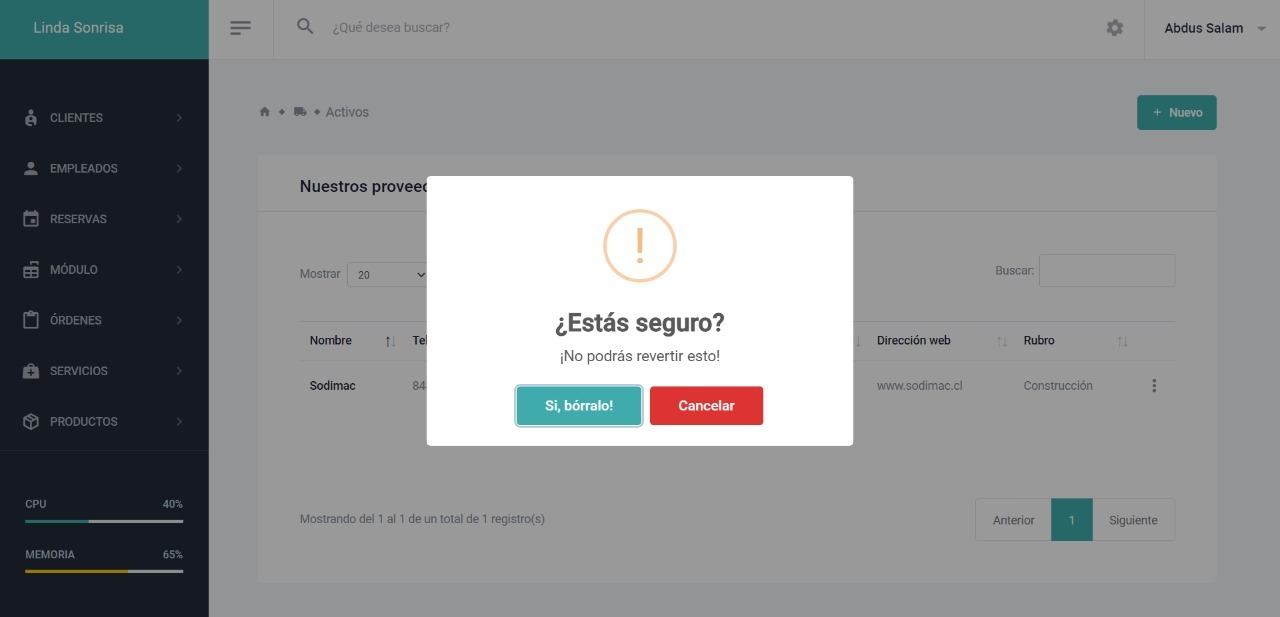 Linda Sonrisa
¿Qué desea buscar?
Abdus Salam
CLIENTES
EMPLEADOS
RESERVAS
MÓDULO
ÓRDENES
SERVICIOS
PRODUCTOS
CPU 40%
MEMORIA 65%
Activos
+ Nuevo
Nuestros provee
Mostrar 20
Buscar:
Nombre Tel Dirección web Rubro
Sodimac 84 www.sodimac.cl Construcción
Mostrando del 1 al 1 de un total de 1 registro(s)
Anterior 1 Siguiente
!
¿Estás seguro?
¡No podrás revertir esto!
Si, bórralo! Cancelar